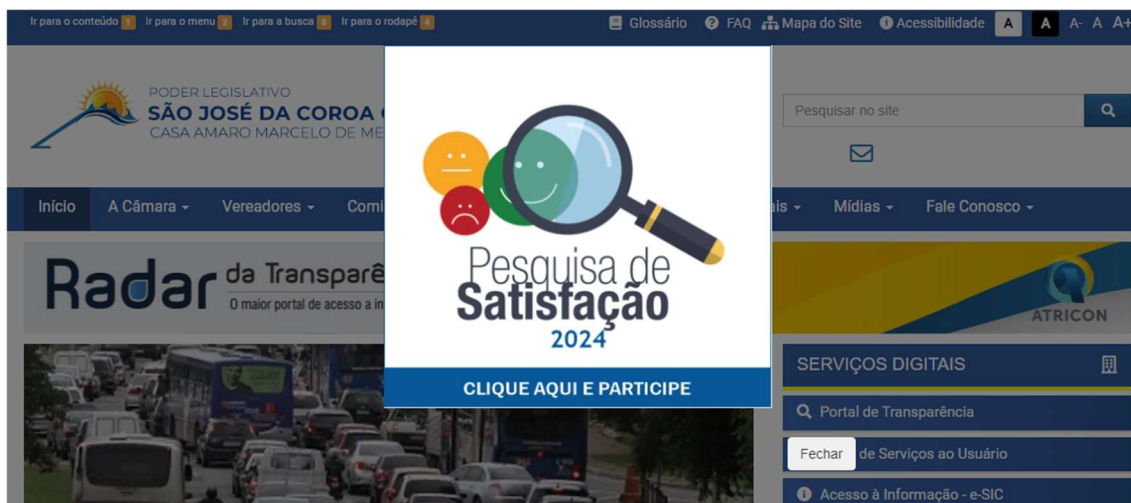 Ir para o conteúdo 1 Ir para o menu 2 Ir para a busca 3 Ir para o rodapé 4
Glossário FAQ Mapa do Site Acessibilidade A A A- A A+
PODER LEGISLATIVO
SÃO JOSÉ DA COROA
CASA AMARO MARCELO DE
Pesquisar no site
Início A Câmara Vereadores
Mídias Fale Conosco
Radar da Transparê
O maior portal de acesso a
ATRICON
Pesquisa de
Satisfação
2024
CLIQUE AQUI E PARTICIPE
SERVIÇOS DIGITAIS
Portal de Transparência
Fechar de Serviços ao Usuário
Acesso à Informação - e-SIC